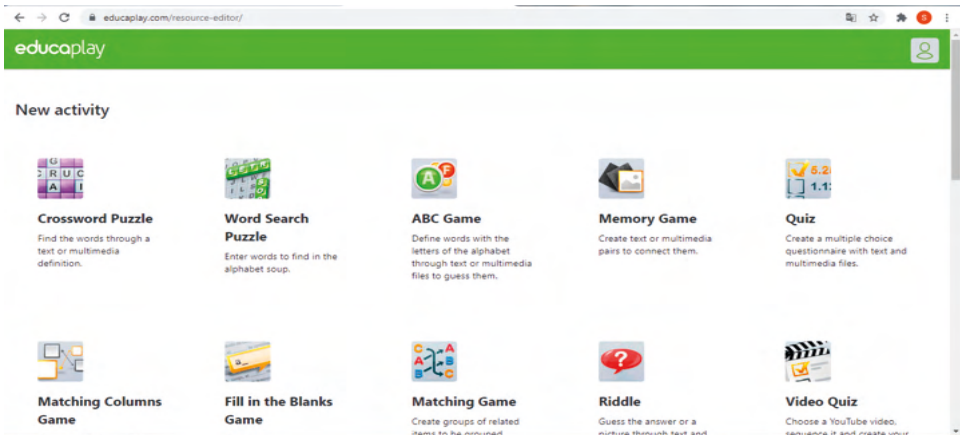 educaplay.com/resource-editor/
S
educaplay
New activity
Crossword Puzzle
Find the words through a
text or multimedia
definition.
Word Search
Puzzle
Enter words to find in the
alphabet soup.
ABC Game
Define words with the
letters of the alphabet
through text or multimedia
files to guess them.
Memory Game
Create text or multimedia
pairs to connect them.
Quiz
Create a multiple choice
questionnaire with text and
multimedia files.
Matching Columns
Game
Fill in the Blanks
Game
Matching Game
Create groups of related
items to be grouped
Riddle
Guess the answer or a
picture through text and
Video Quiz
Choose a YouTube video,
sequence it and create your